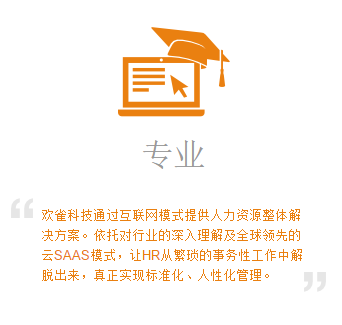 专业
欢雀科技通过互联网模式提供人力资源整体解
决方案。依托对行业的深入理解及全球领先的
云SAAS模式，让HR从繁琐的事务性工作中解
脱出来，真正实现标准化、人性化管理。